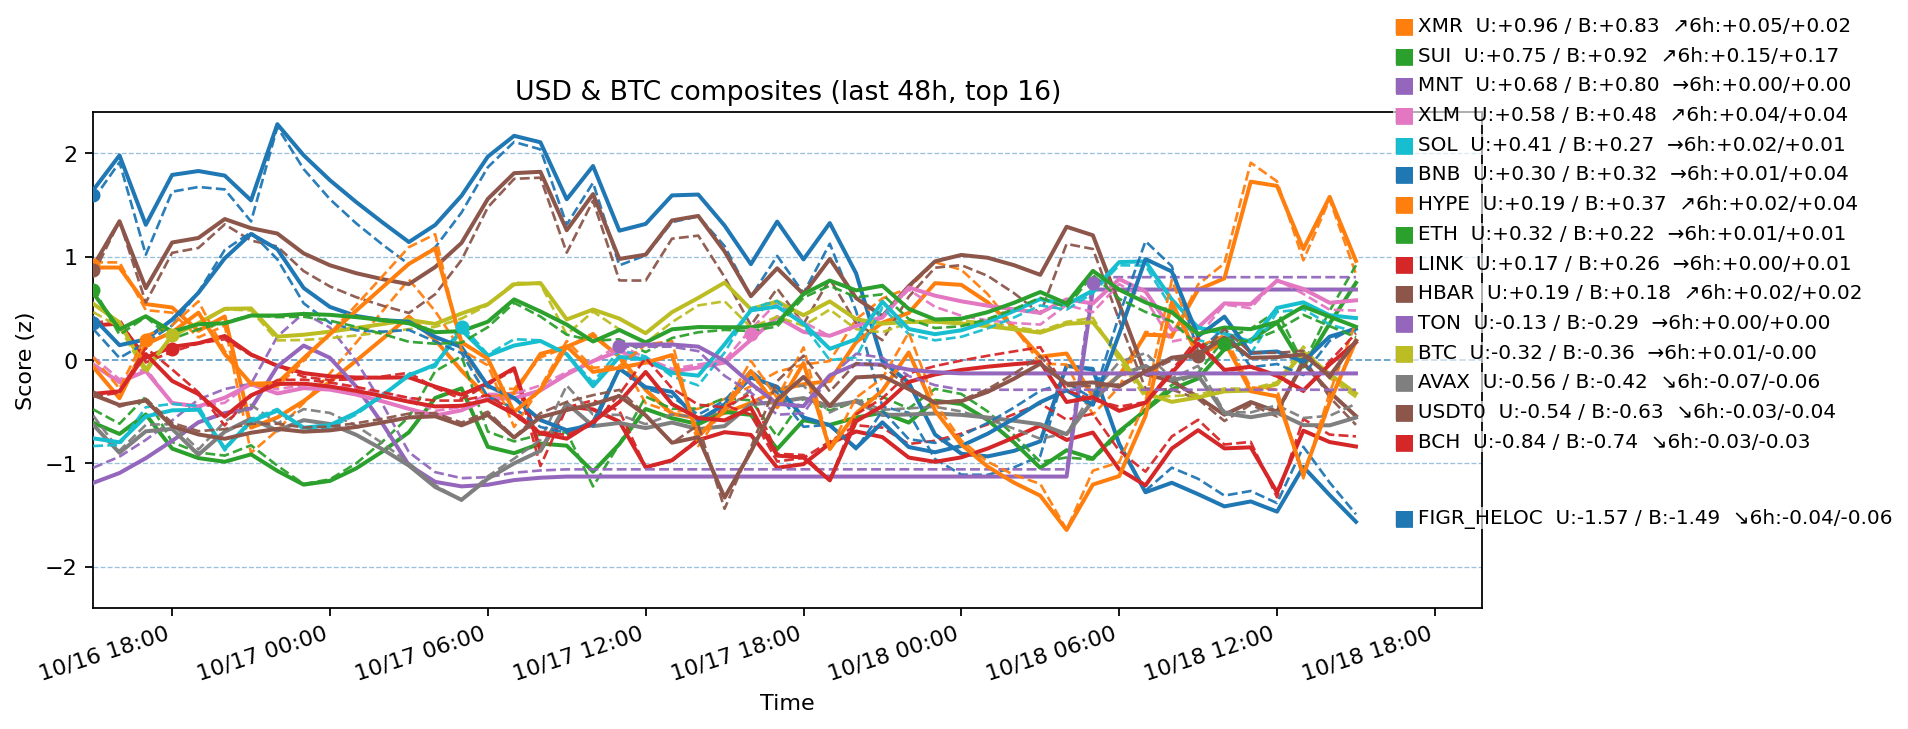 XMR U:+0.96 / B:+0.83 ↗6h:+0.05/+0.02
SUI U:+0.75 / B:+0.92 ↗6h:+0.15/+0.17
MNT U:+0.68 / B:+0.80 →6h:+0.00/+0.00
USD & BTC composites (last 48h, top 16)
XLM U:+0.58 / B:+0.48 ↗6h:+0.04/+0.04
SOL U:+0.41 / B:+0.27 →6h:+0.02/+0.01
BNB U:+0.30 / B:+0.32 →6h:+0.01/+0.04
HYPE U:+0.19 / B:+0.37 ↗6h:+0.02/+0.04
ETH U:+0.32 / B:+0.22 →6h:+0.01/+0.01
LINK U:+0.17 / B:+0.26 →6h:+0.00/+0.01
HBAR U:+0.19 / B:+0.18 ↗6h:+0.02/+0.02
TON U:-0.13 / B:-0.29 →6h:+0.00/+0.00
BTC U:-0.32 / B:-0.36 →6h:+0.01/-0.00
AVAX U:-0.56 / B:-0.42 ↘6h:-0.07/-0.06
USDT0 U:-0.54 / B:-0.63 ↘6h:-0.03/-0.04
BCH U:-0.84 / B:-0.74 ↘6h:-0.03/-0.03
FIGR_HELOC U:-1.57 / B:-1.49 ↘6h:-0.04/-0.06
Score (z)
2
1
0
−1
−2
10/16 18:00
10/17 00:00
10/17 06:00
10/17 12:00
10/17 18:00
10/18 00:00
10/18 06:00
10/18 12:00
10/18 18:00
Time